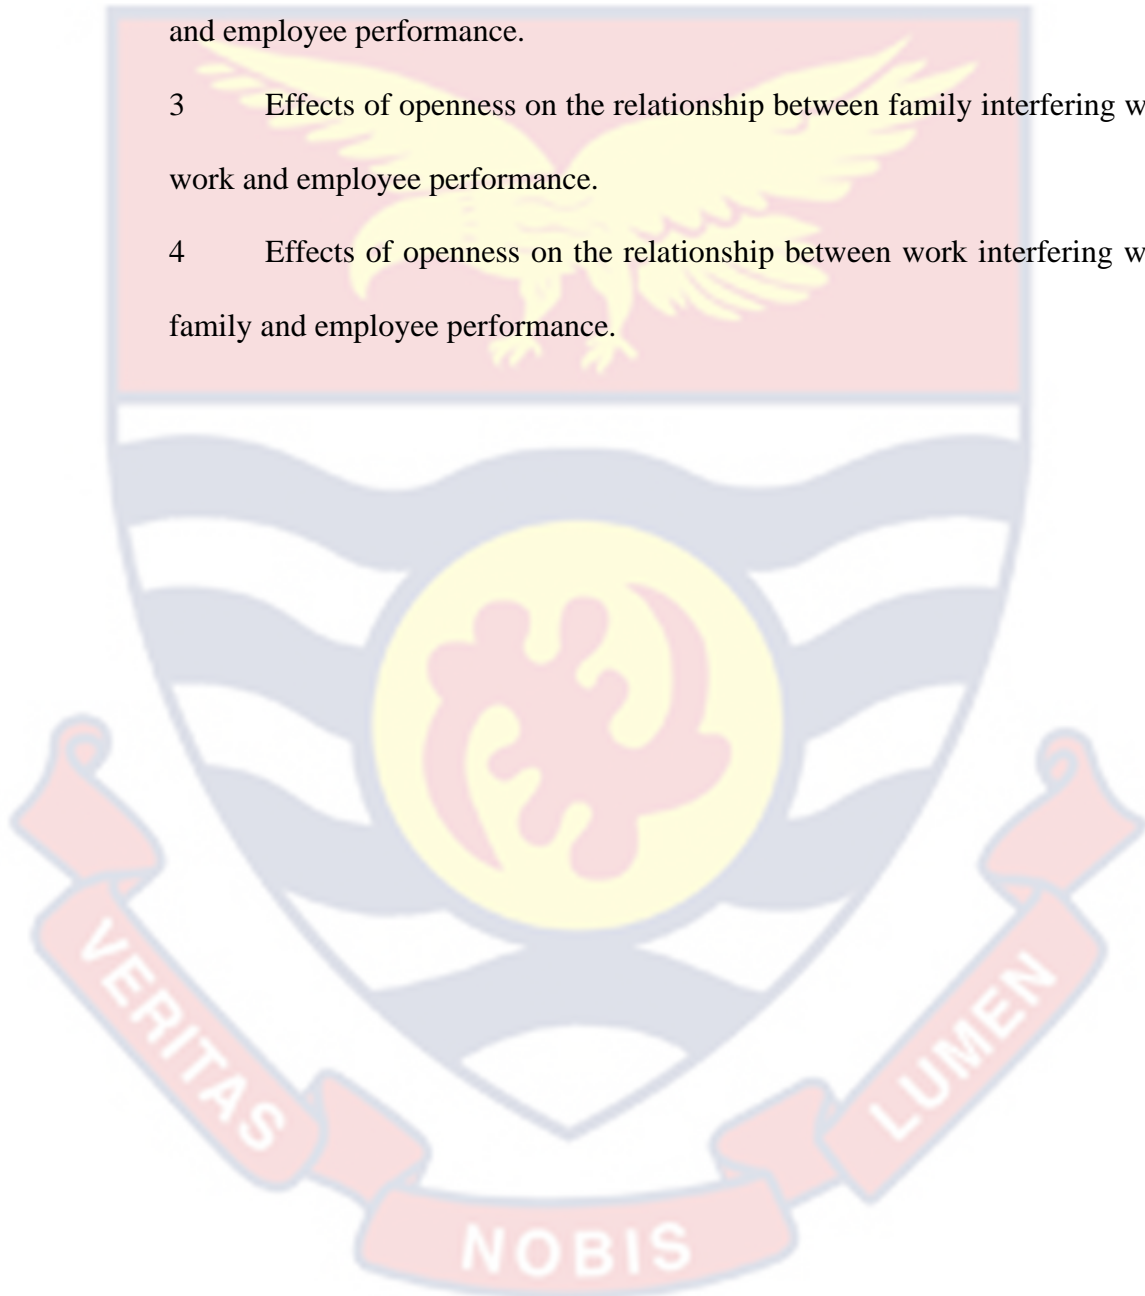 and employee performance.
3 Effects of openness on the relationship between family interfering w
work and employee performance.
4 Effects of openness on the relationship between work interfering w
family and employee performance.
VERITAS
NOBIS
LUMEN